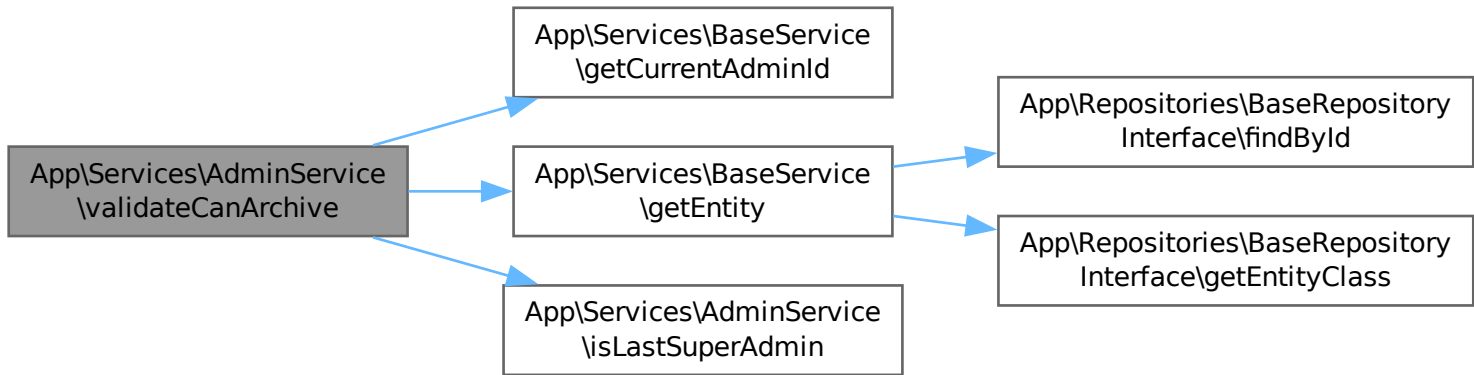 App\Services\AdminService
\validateCanArchive
App\Services\BaseService
\getCurrentAdminId
App\Services\BaseService
\getEntity
App\Services\AdminService
\isLastSuperAdmin
App\Repositories\BaseRepository
Interface\findById
App\Repositories\BaseRepository
Interface\getEntityClass